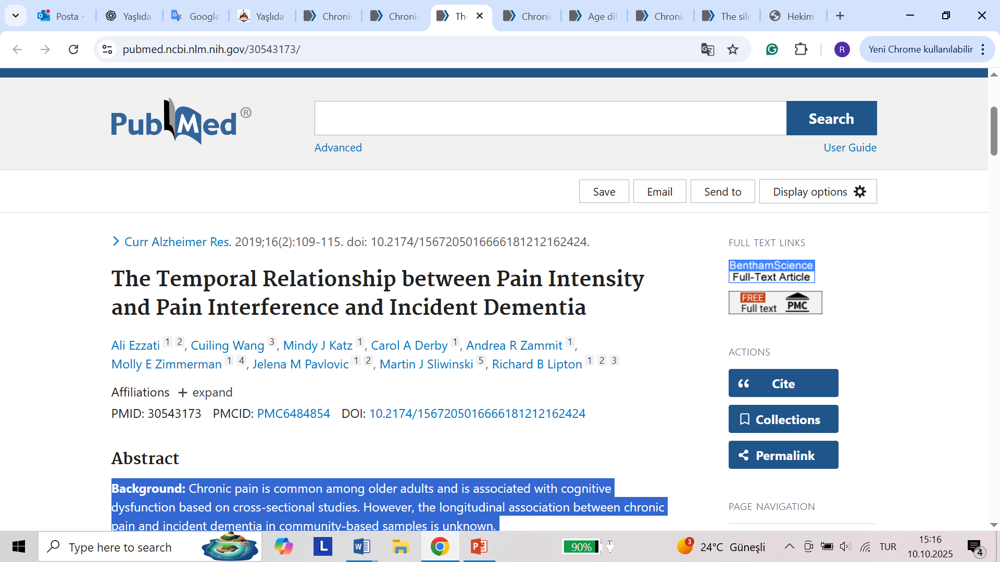 Posta -
Yaşlıda
Google
Yaşlıda
Chronic
Chronic
The
Chronic
Age dif
Chronic
The sile
Hekim
pubmed.ncbi.nlm.nih.gov/30543173/
R
Yeni Chrome kullanılabilir
PubMed®
Search
Advanced
User Guide
Save
Email
Send to
Display options
Curr Alzheimer Res. 2019;16(2):109-115. doi: 10.2174/1567205016666181212162424.
The Temporal Relationship between Pain Intensity
and Pain Interference and Incident Dementia
Ali Ezzati 1 2, Cuiling Wang 3, Mindy J Katz 1, Carol A Derby 1, Andrea R Zammit 1,
Molly E Zimmerman 1 4, Jelena M Pavlovic 1 2, Martin J Sliwinski 5, Richard B Lipton 1 2 3
Affiliations + expand
PMID: 30543173 PMCID: PMC6484854 DOI: 10.2174/1567205016666181212162424
Abstract
Background: Chronic pain is common among older adults and is associated with cognitive
dysfunction based on cross-sectional studies. However, the longitudinal association between chronic
pain and incident dementia in community-based samples is unknown.
FULL TEXT LINKS
BenthamScience
Full-Text Article
FREE
Full text
PMC
ACTIONS
Cite
Collections
Permalink
PAGE NAVIGATION
Type here to search
L
90%
3
24°C Güneşli
TUR
15:16
10.10.2025
4